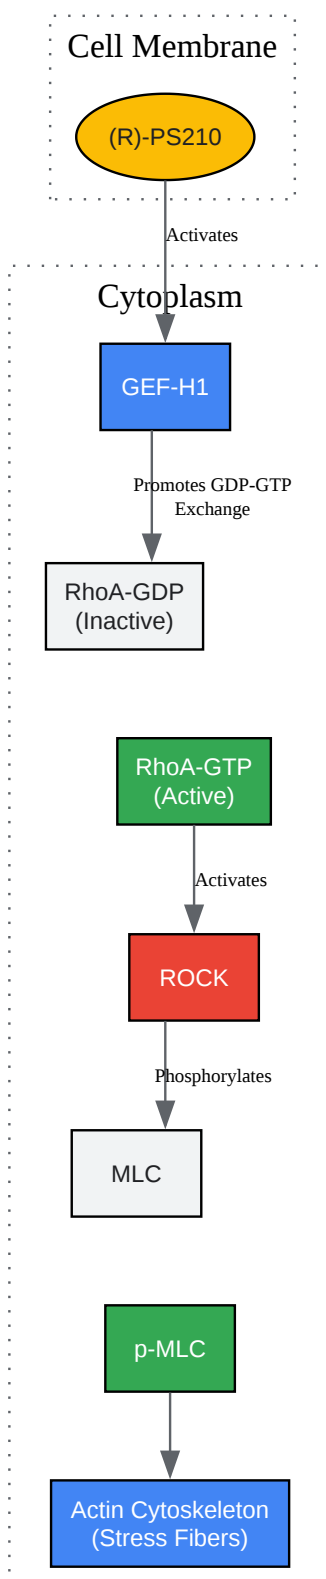 Cell Membrane
(R)-PS210
Activates
Cytoplasm
GEF-H1
Promotes GDP-GTP
Exchange
RhoA-GDP
(Inactive)
RhoA-GTP
(Active)
Activates
ROCK
Phosphorylates
MLC
p-MLC
Actin Cytoskeleton
(Stress Fibers)